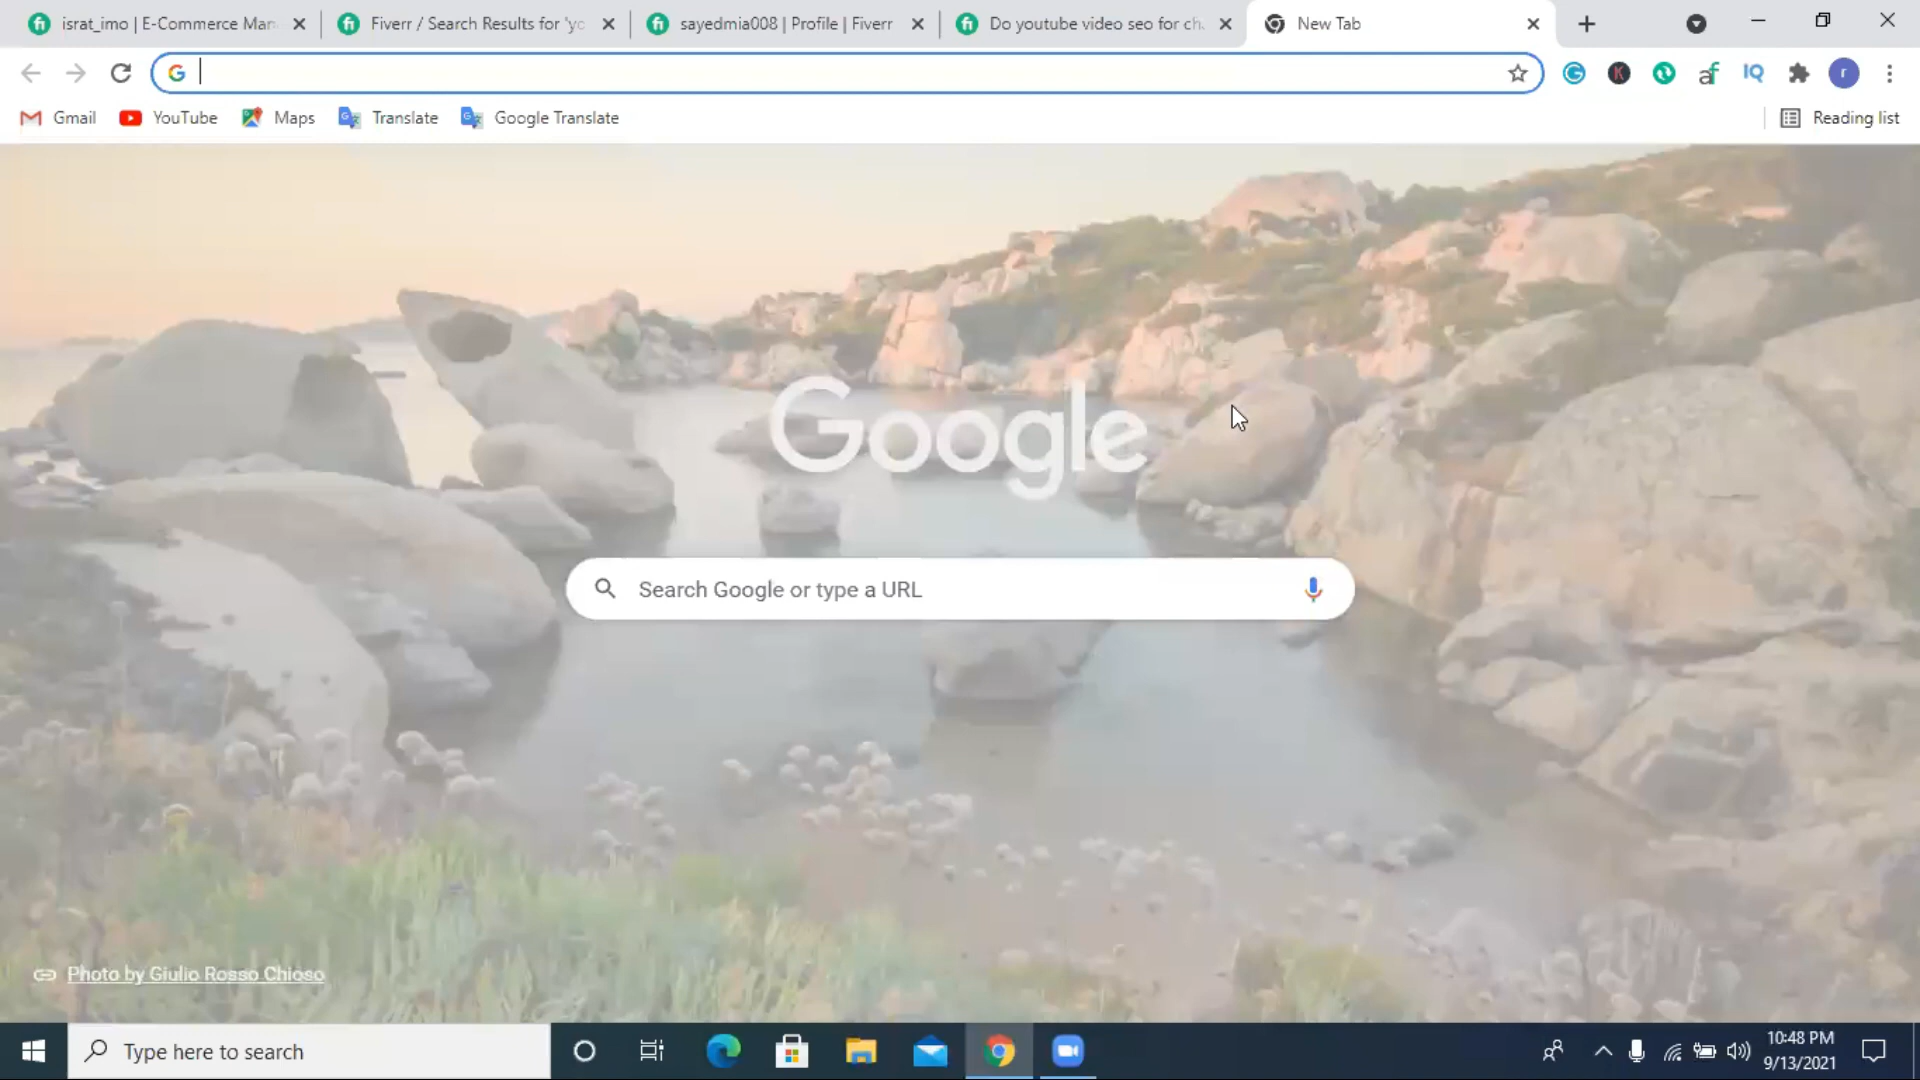 israt_imo | E-Commerce Man
Fiverr / Search Results for 'yo
sayedmia008 | Profile | Fiverr
Do youtube video seo for cha
New Tab
Gmail
YouTube
Maps
Translate
Google Translate
Reading list
Google
Search Google or type a URL
Photo by Giulio Rosso Chioso
Type here to search
10:48 PM
9/13/2021